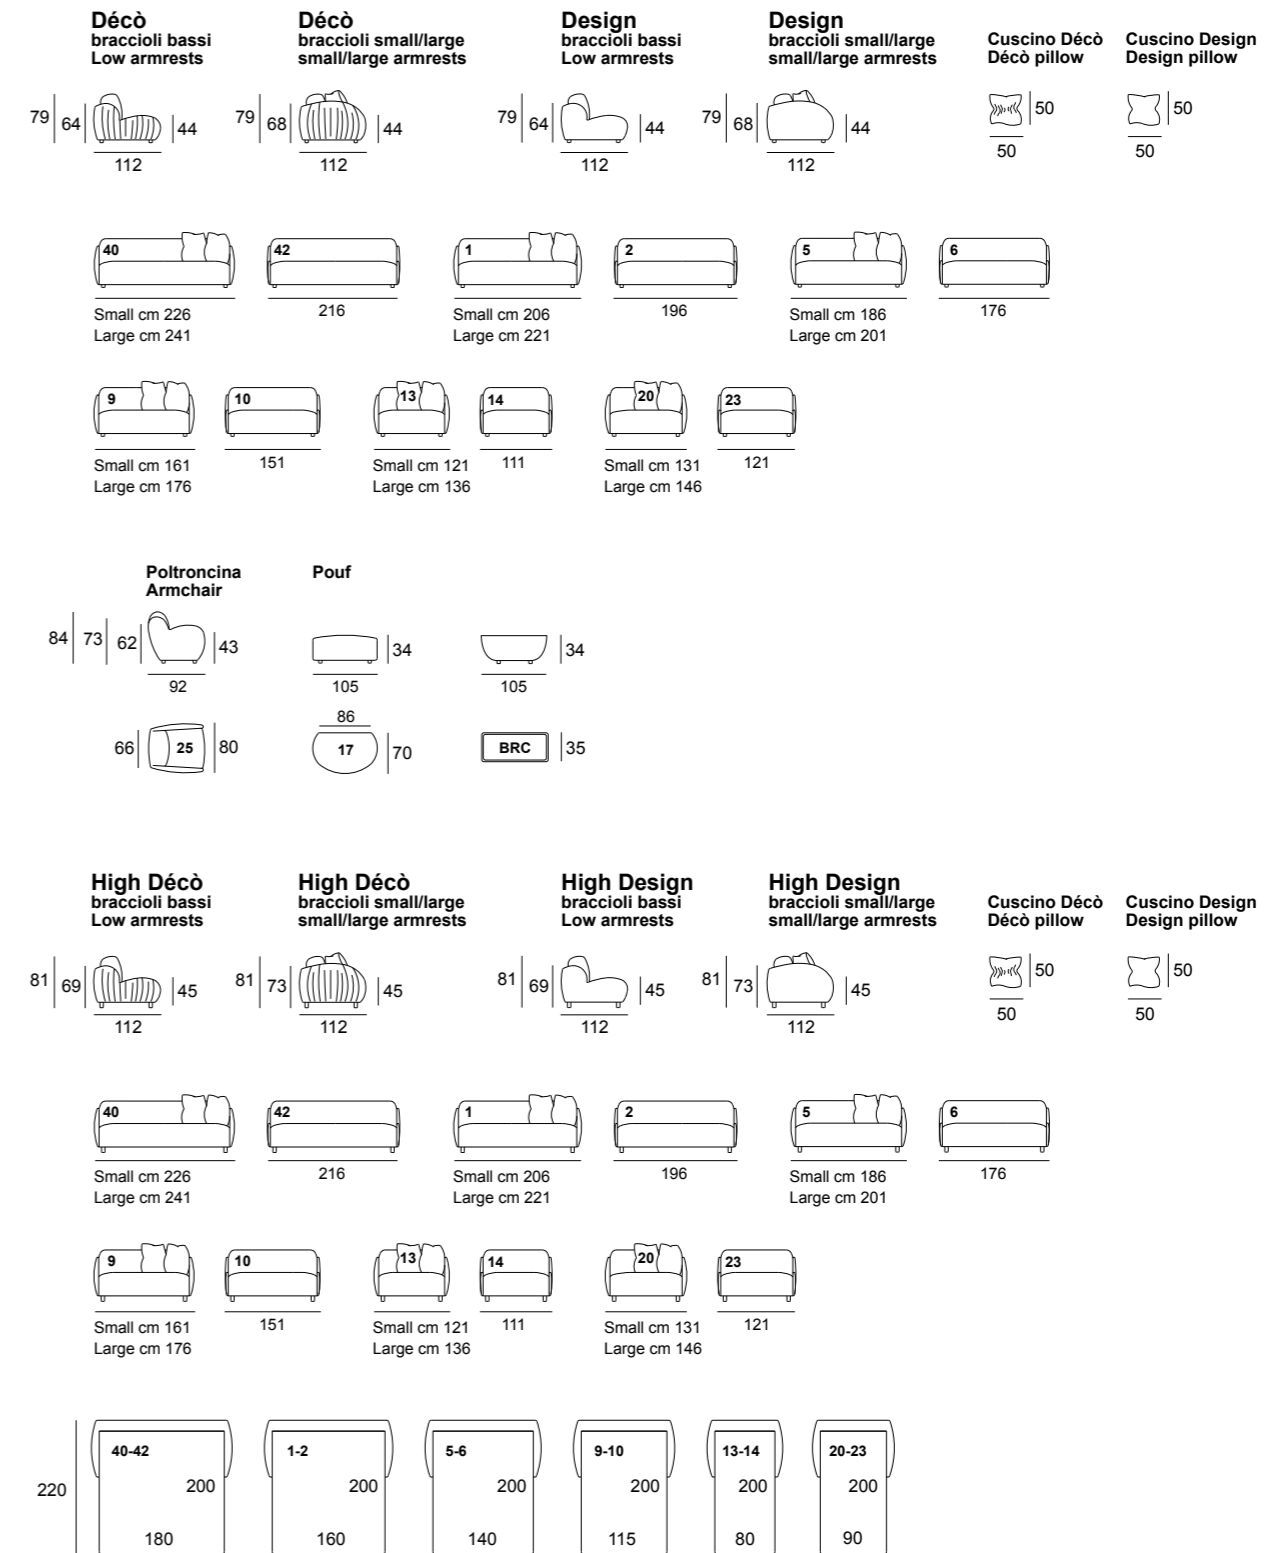 Décò Décò Design Design
braccioli bassi braccioli small/large braccioli bassi braccioli small/large Cuscino Décò Cuscino Design
Low armrests small/large armrests Low armrests small/large armrests Décò pillow Design pillow
79 64 44 79 68 44 79 64 44 79 68 44 50 50
112 112 112 112 50 50
40 42 1 2 5 6
Small cm 226 216 Small cm 206 196 Small cm 186 176
Large cm 241 Large cm 221 Large cm 201
9 10 13 14 20 23
Small cm 161 151 Small cm 121 111 Small cm 131 121
Large cm 176 Large cm 136 Large cm 146
Poltroncina Pouf
Armchair
84 73 62 43 34 34
92 105 105
86
66 25 80 17 70 BRC 35
High Décò High Décò High Design High Design
braccioli bassi braccioli small/large braccioli bassi braccioli small/large Cuscino Décò Cuscino Design
Low armrests small/large armrests Low armrests small/large armrests Décò pillow Design pillow
81 69 45 81 73 45 81 69 45 81 73 45 50 50
112 112 112 112 50 50
40 42 1 2 5 6
Small cm 226 216 Small cm 206 196 Small cm 186 176
Large cm 241 Large cm 221 Large cm 201
9 10 13 14 20 23
Small cm 161 151 Small cm 121 111 Small cm 131 121
Large cm 176 Large cm 136 Large cm 146
40-42 1-2 5-6 9-10 13-14 20-23
220 200 200 200 200 200 200
180 160 140 115 80 90